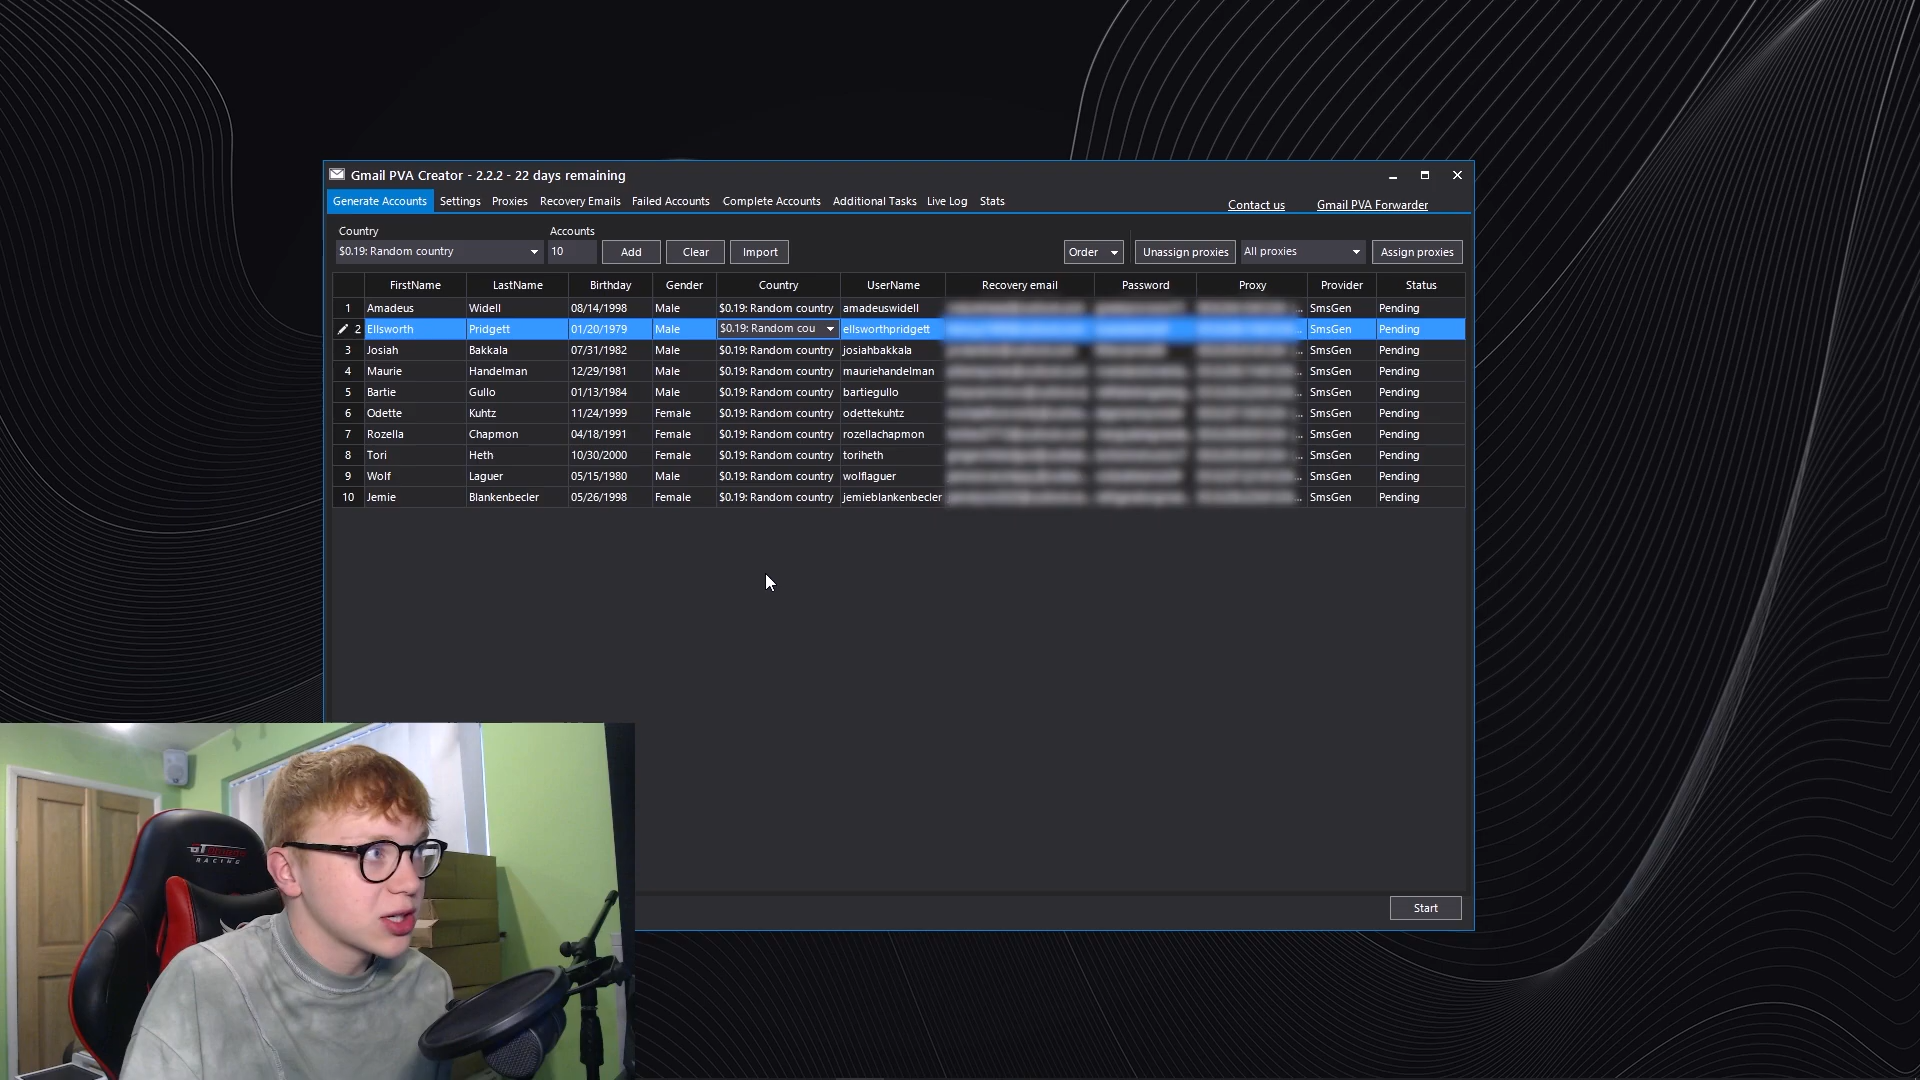 Gmail PVA Creator - 2.2.2 - 22 days remaining
Generate Accounts Settings Proxies Recovery Emails Failed Accounts Complete Accounts Additional Tasks Live Log Stats Contact us Gmail PVA Forwarder
Country Accounts
$0.19: Random country 10 Add Clear Import Order Unassign proxies All proxies Assign proxies
FirstName LastName Birthday Gender Country UserName Recovery email Password Proxy Provider Status
1 Amadeus Widell 08/14/1998 Male $0.19: Random country amadeuswidell SmsGen Pending
2 Ellsworth Pridgett 01/20/1979 Male $0.19: Random cou ellsworthpridgett SmsGen Pending
3 Josiah Bakkala 07/31/1982 Male $0.19: Random country josiahbakkala SmsGen Pending
4 Maurie Handelman 12/29/1981 Male $0.19: Random country mauriehandelman SmsGen Pending
5 Bartie Gullo 01/13/1984 Male $0.19: Random country bartiegullo SmsGen Pending
6 Odette Kuhtz 11/24/1999 Female $0.19: Random country odettekuhtz SmsGen Pending
7 Rozella Chapmon 04/18/1991 Female $0.19: Random country rozellachapmon SmsGen Pending
8 Tori Heth 10/30/2000 Female $0.19: Random country toriheth SmsGen Pending
9 Wolf Laguer 05/15/1980 Male $0.19: Random country wolflaguer SmsGen Pending
10 Jemie Blankenbecler 05/26/1998 Female $0.19: Random country jemieblankenbecler SmsGen Pending
Start
RACING